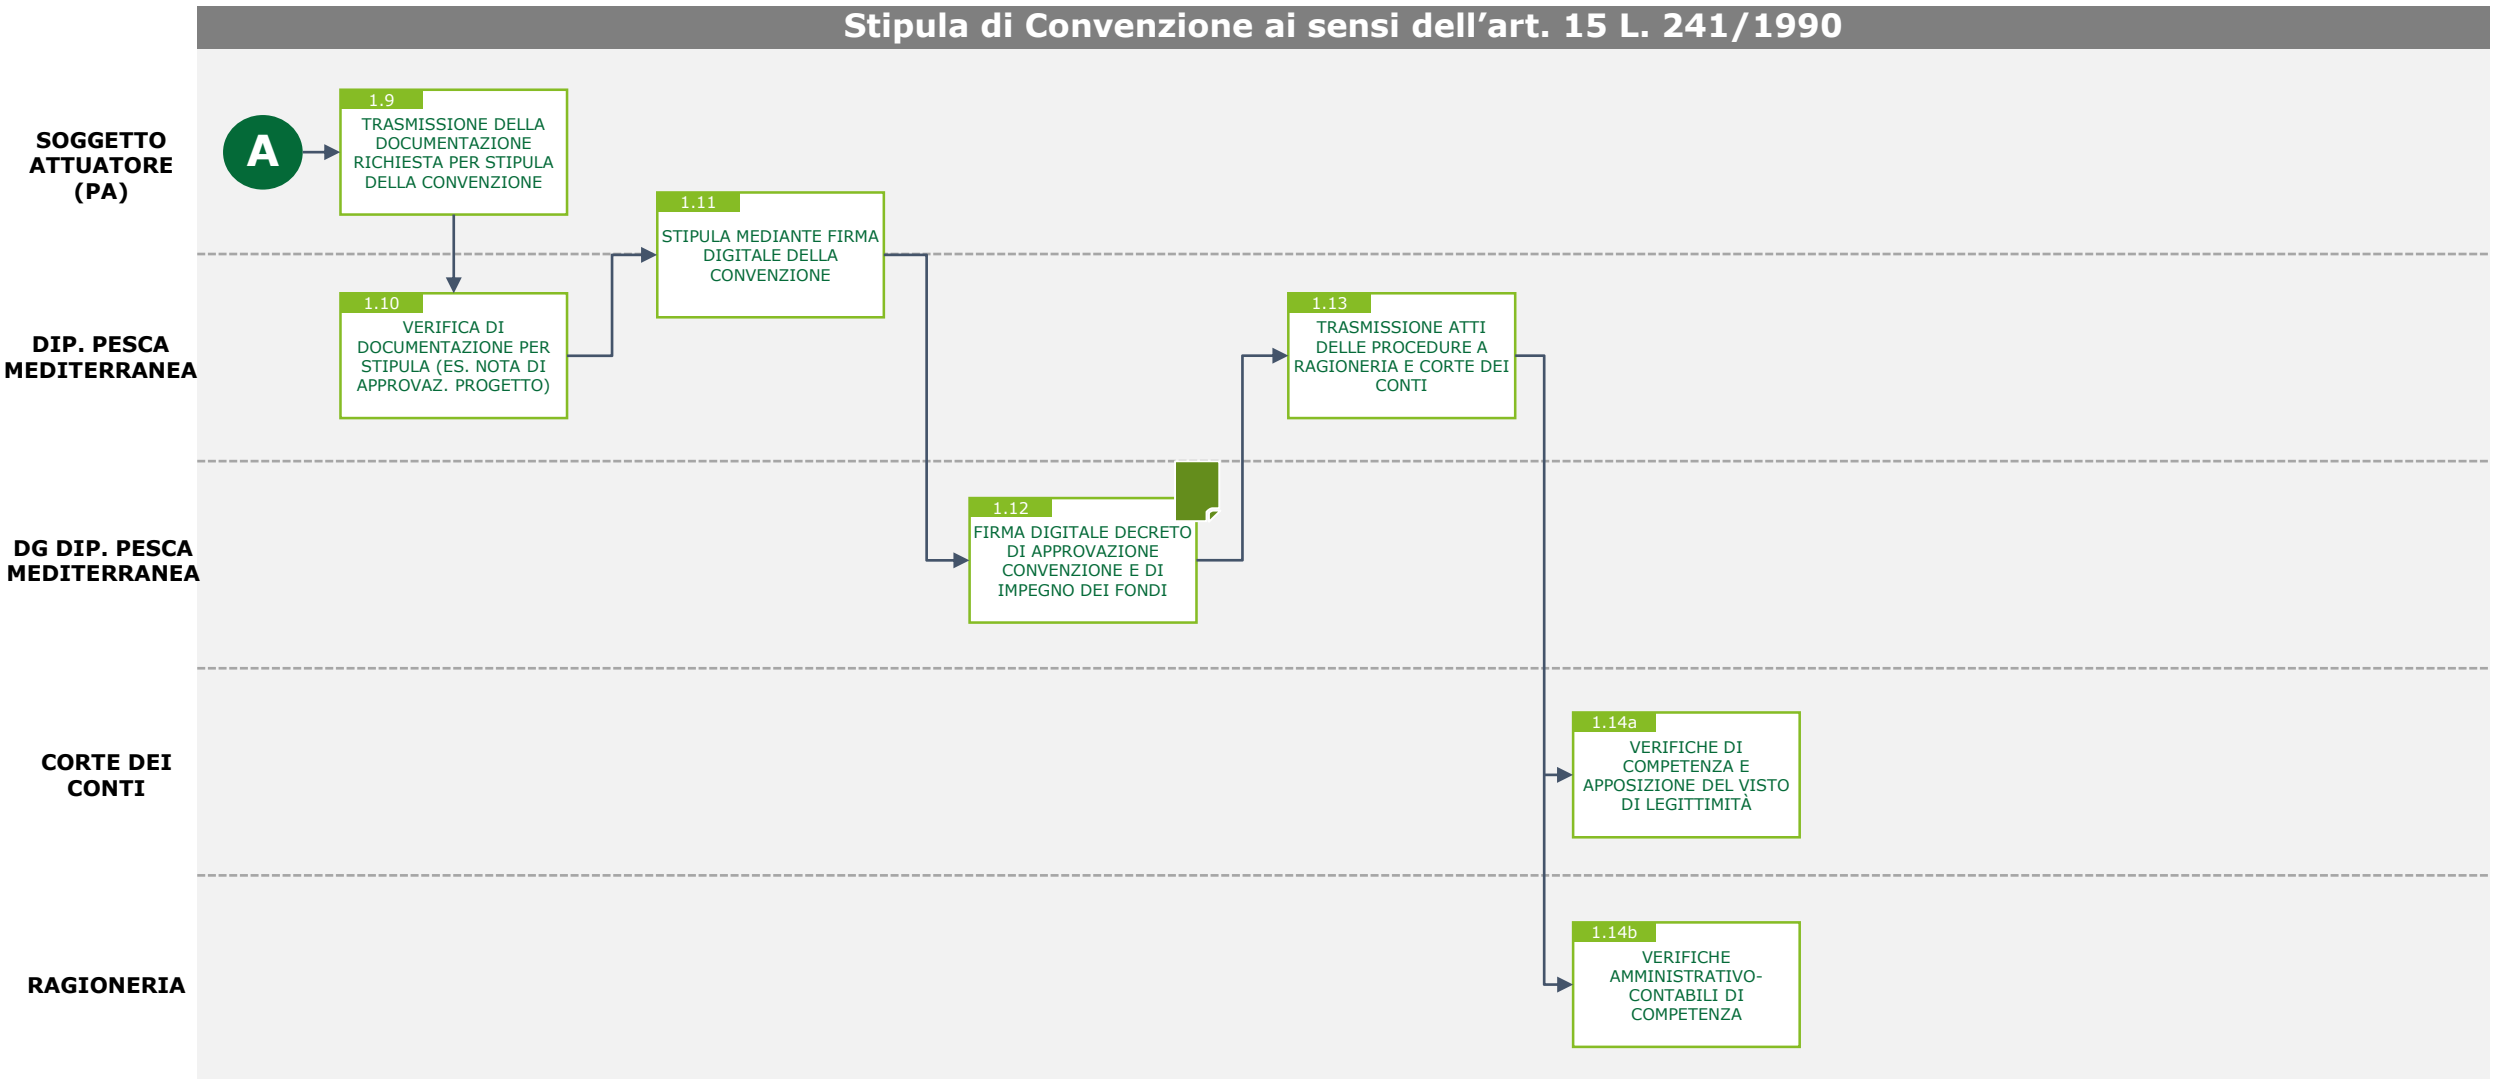 Stipula di Convenzione ai sensi dell’art. 15 L. 241/1990
SOGGETTO
ATTUATORE
(PA)
A
1.9
TRASMISSIONE DELLA
DOCUMENTAZIONE
RICHIESTA PER STIPULA
DELLA CONVENZIONE
1.11
STIPULA MEDIANTE FIRMA
DIGITALE DELLA
CONVENZIONE
DIP. PESCA
MEDITERRANEA
1.10
VERIFICA DI
DOCUMENTAZIONE PER
STIPULA (ES. NOTA DI
APPROVAZ. PROGETTO)
1.13
TRASMISSIONE ATTI
DELLE PROCEDURE A
RAGIONERIA E CORTE DEI
CONTI
DG DIP. PESCA
MEDITERRANEA
1.12
FIRMA DIGITALE DECRETO
DI APPROVAZIONE
CONVENZIONE E DI
IMPEGNO DEI FONDI
CORTE DEI
CONTI
1.14a
VERIFICHE DI
COMPETENZA E
APPOSIZIONE DEL VISTO
DI LEGITTIMITÀ
RAGIONERIA
1.14b
VERIFICHE
AMMINISTRATIVO-
CONTABILI DI
COMPETENZA